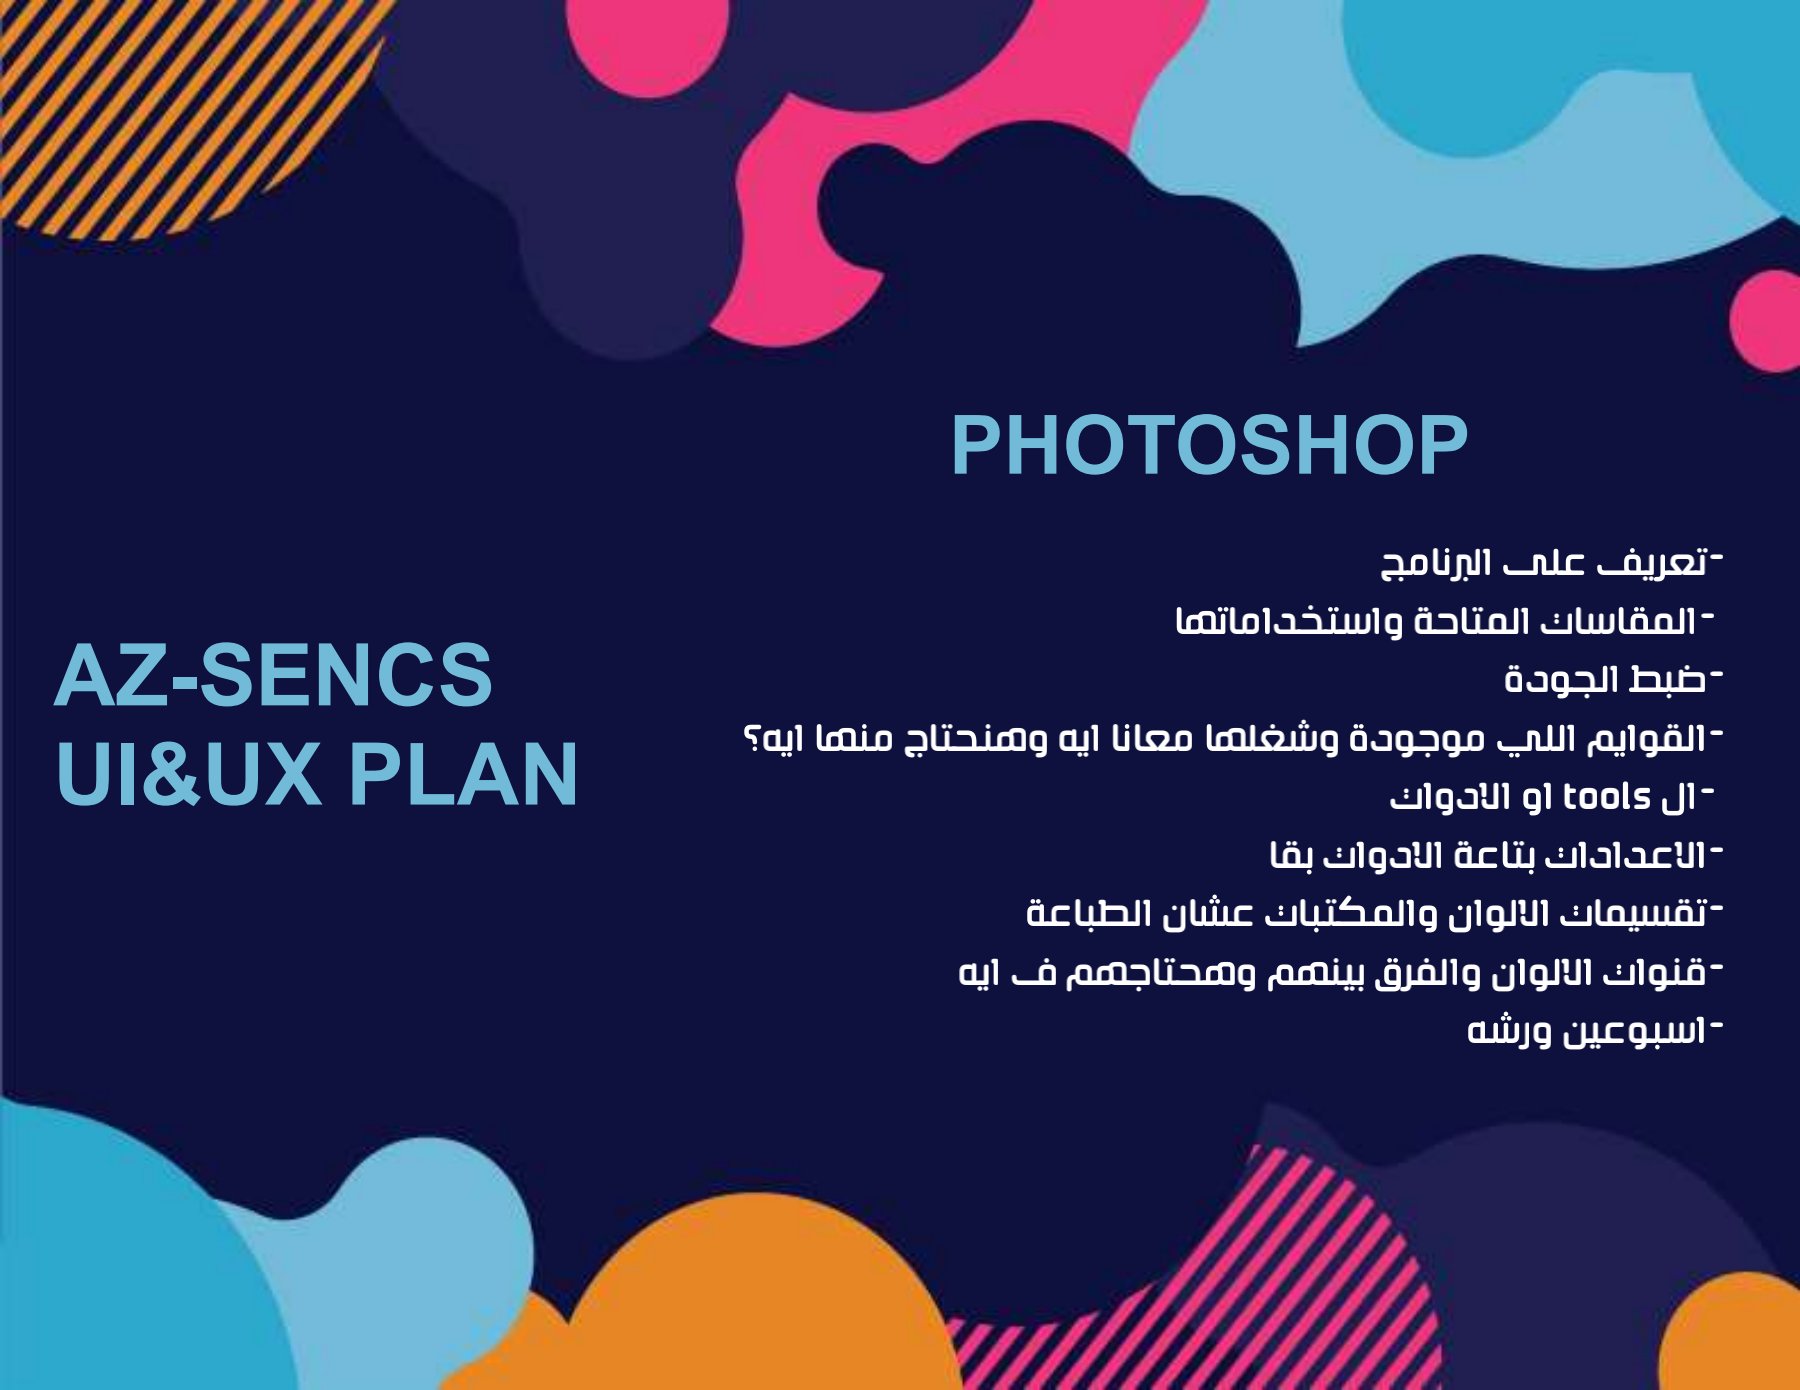 AZ-SENCS
UI&UX PLAN
PHOTOSHOP
-تعريف على البرنامج
-المقاسات المتاحة واستخداماتها
-ضبط الجودة
-القوايم اللي موجودة وشغلها معانا ايه وهنحتاج منها ايه؟
-ال tools او الادوات
-الاعدادات بتاعة الادوات بقا
-تقسيمات الالوان والمكتبات عشان الطباعة
-قنوات الالوان والفرق بينهم وهحتاجهم ف ايه
-اسبوعين ورشه